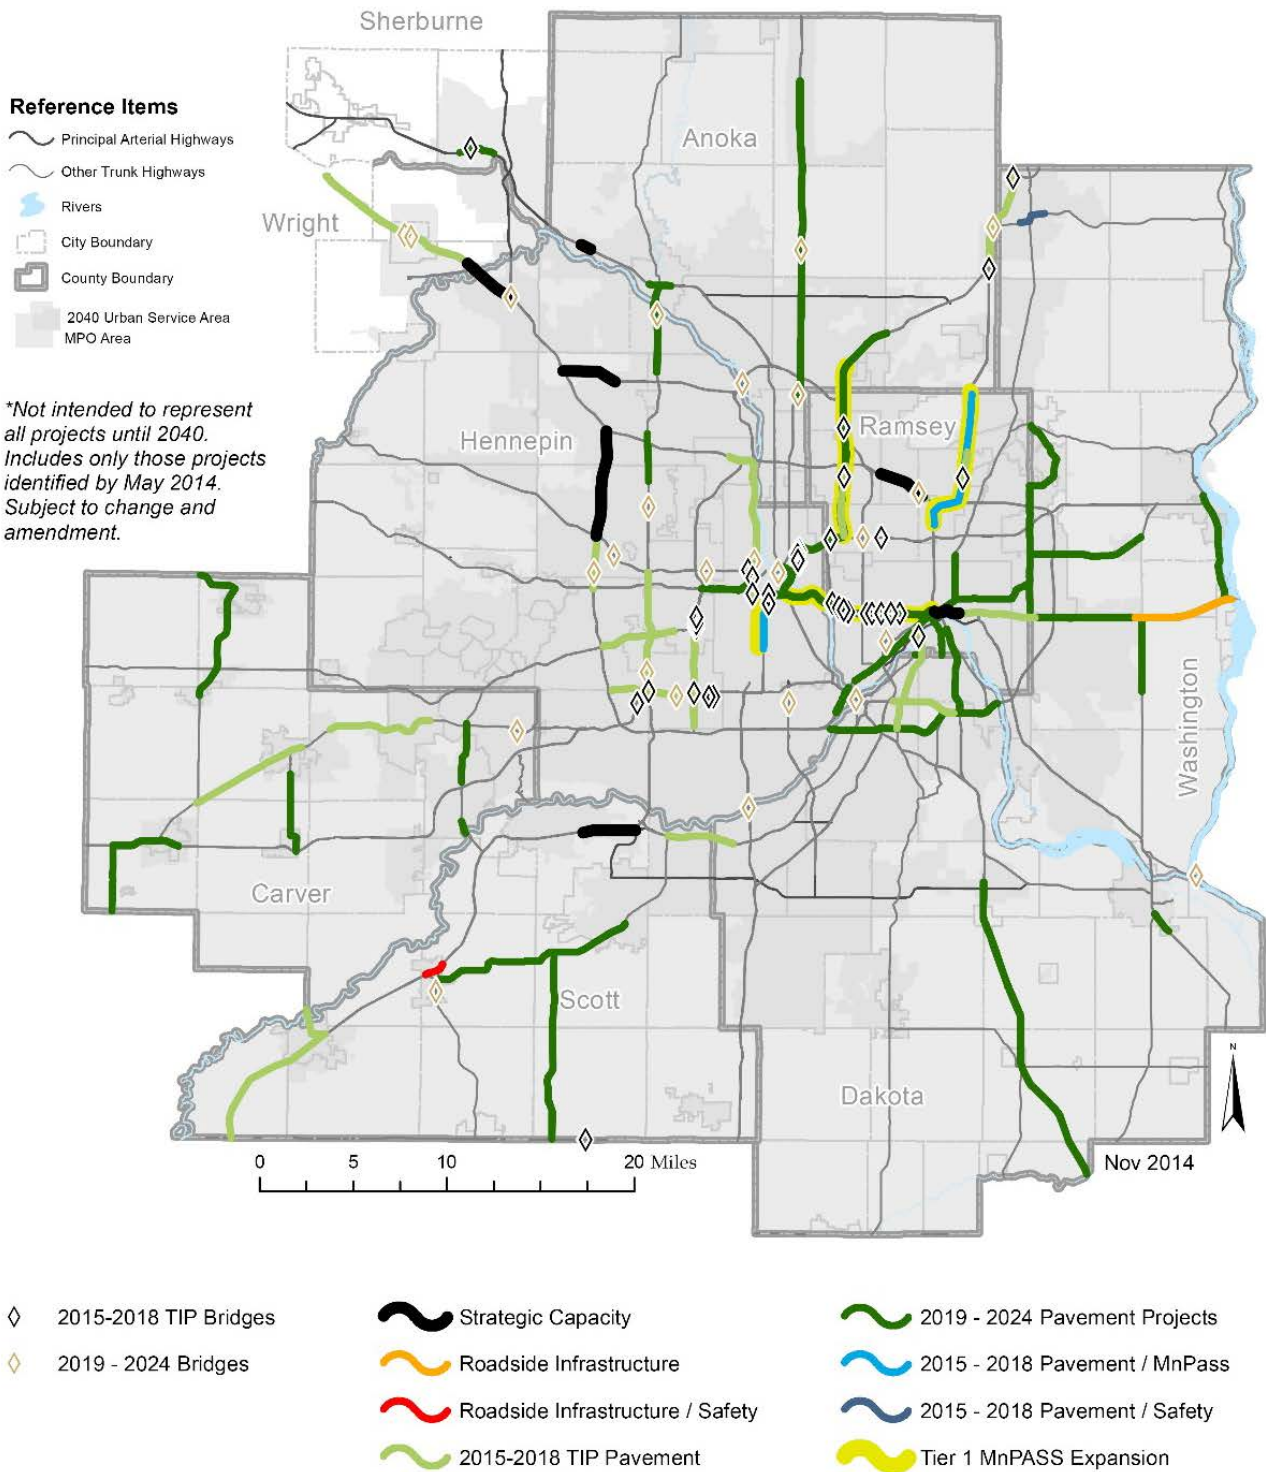 Sherburne
Reference Items
Principal Arterial Highways
Other Trunk Highways
Rivers
City Boundary
County Boundary
2040 Urban Service Area
MPO Area
*Not intended to represent
all projects until 2040.
Includes only those projects
identified by May 2014.
Subject to change and
amendment.
Anoka
Wright
Hennepin
Ramsey
Washington
Carver
Scott
Dakota
N
0 5 10 20 Miles
Nov 2014
2015-2018 TIP Bridges
2019 - 2024 Bridges
Strategic Capacity
Roadside Infrastructure
Roadside Infrastructure / Safety
2015-2018 TIP Pavement
2019 - 2024 Pavement Projects
2015 - 2018 Pavement / MnPass
2015 - 2018 Pavement / Safety
Tier 1 MnPASS Expansion